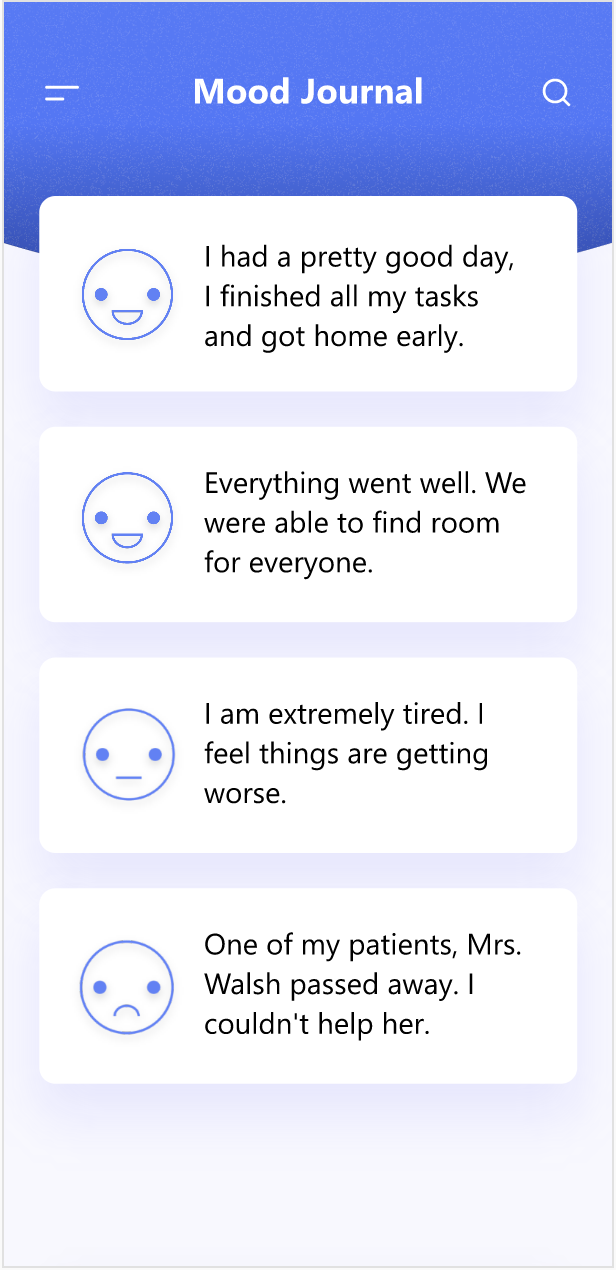 Mood Journal
I had a pretty good day,
I finished all my tasks
and got home early.
Everything went well. We
were able to find room
for everyone.
I am extremely tired. I
feel things are getting
worse.
One of my patients, Mrs.
Walsh passed away. I
couldn't help her.